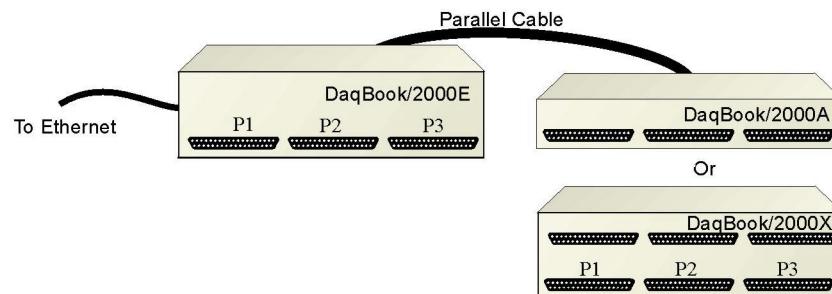 Parallel Cable
DaqBook/2000E
To Ethernet
P1 P2 P3
DaqBook/2000A
Or
DaqBook/2000X
P1 P2 P3